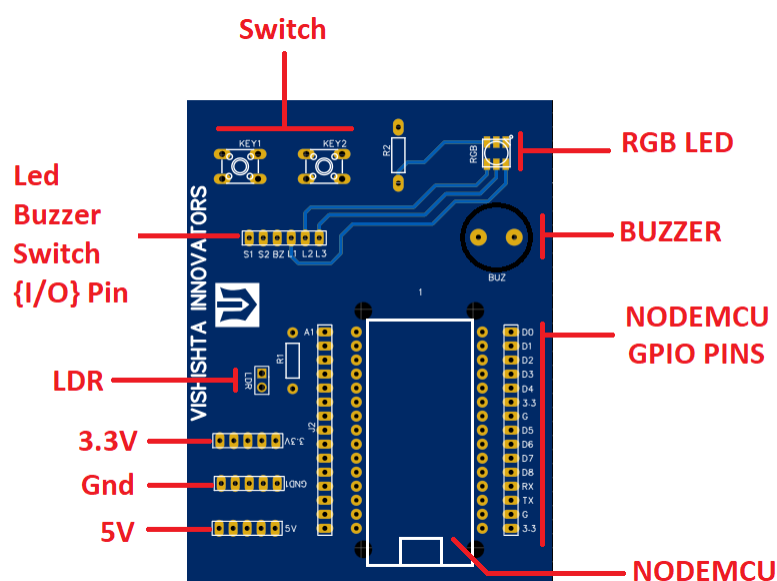 Switch
KEY1
KEY2
R2
RGB
RGB LED
Led
Buzzer
Switch
{I/O} Pin
S1 S2 BZ L1 L2 L3
BUZZER
BUZ
VISHISHTA INNOVATORS
1
NODEMCU
GPIO PINS
A1
R1
D0
D1
D2
D3
D4
3.3
G
D5
D6
D7
D8
RX
TX
G
3.3
LDR
LDR
J2
3.3V
3.3V
Gnd
GND1
5V
5V
NODEMCU